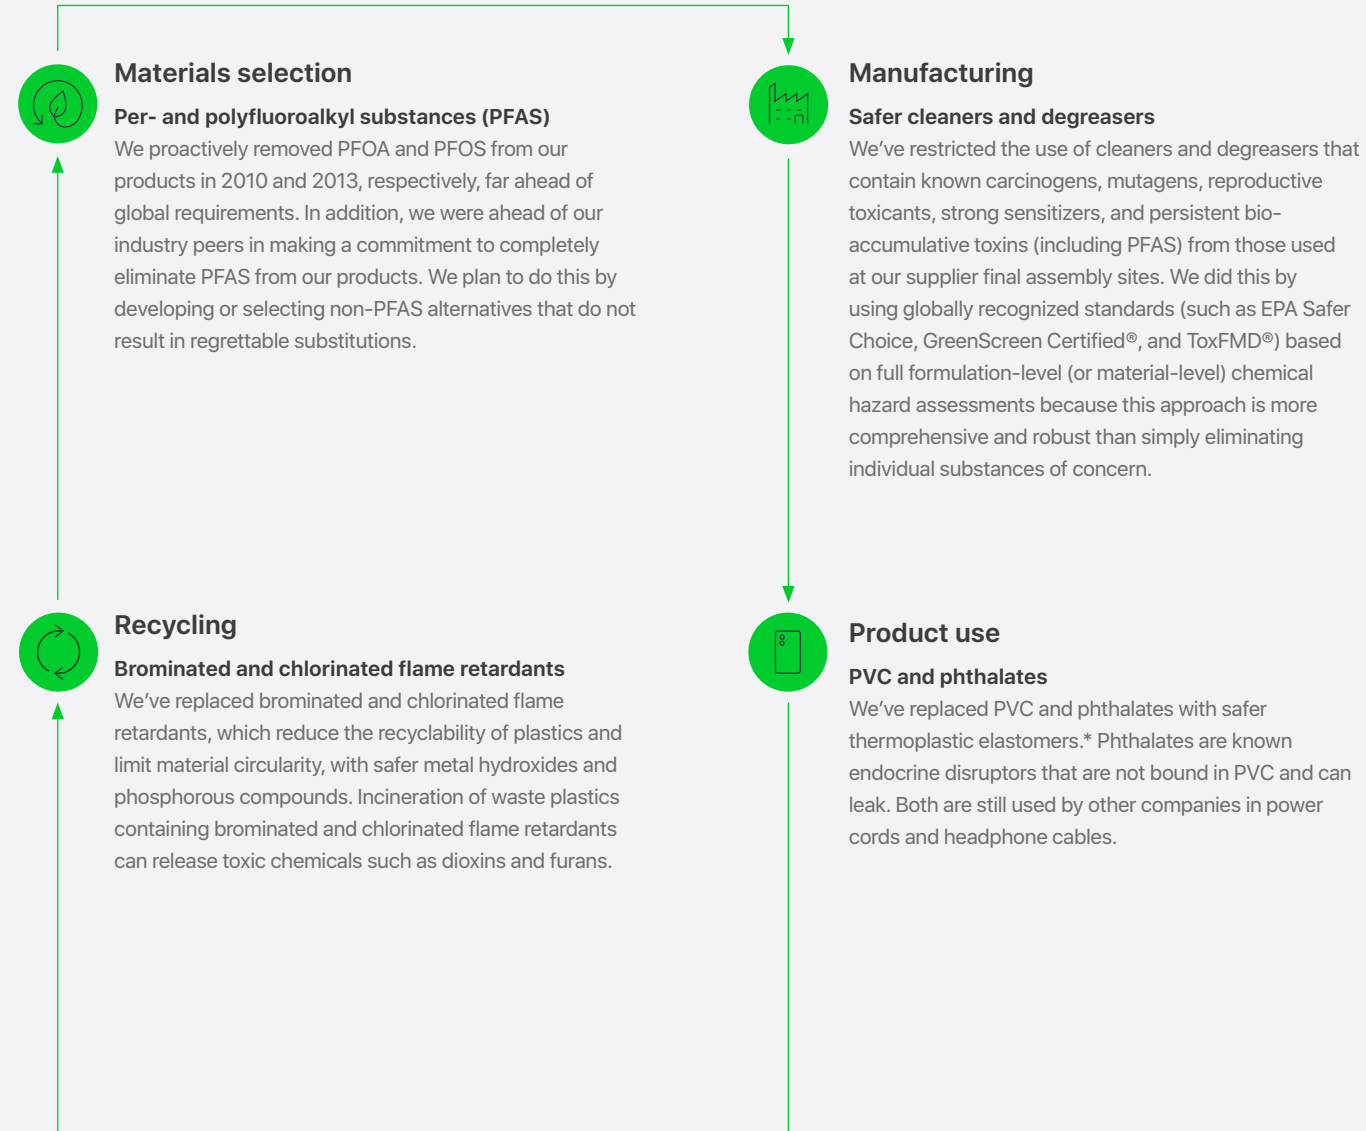 Materials selection
Per- and polyfluoroalkyl substances (PFAS)
We proactively removed PFOA and PFOS from our
products in 2010 and 2013, respectively, far ahead of
global requirements. In addition, we were ahead of our
industry peers in making a commitment to completely
eliminate PFAS from our products. We plan to do this by
developing or selecting non-PFAS alternatives that do not
result in regrettable substitutions.
Manufacturing
Safer cleaners and degreasers
We’ve restricted the use of cleaners and degreasers that
contain known carcinogens, mutagens, reproductive
toxicants, strong sensitizers, and persistent bio-
accumulative toxins (including PFAS) from those used
at our supplier final assembly sites. We did this by
using globally recognized standards (such as EPA Safer
Choice, GreenScreen Certified®, and ToxFMD®) based
on full formulation-level (or material-level) chemical
hazard assessments because this approach is more
comprehensive and robust than simply eliminating
individual substances of concern.
Recycling
Brominated and chlorinated flame retardants
We’ve replaced brominated and chlorinated flame
retardants, which reduce the recyclability of plastics and
limit material circularity, with safer metal hydroxides and
phosphorous compounds. Incineration of waste plastics
containing brominated and chlorinated flame retardants
can release toxic chemicals such as dioxins and furans.
Product use
PVC and phthalates
We’ve replaced PVC and phthalates with safer
thermoplastic elastomers.* Phthalates are known
endocrine disruptors that are not bound in PVC and can
leak. Both are still used by other companies in power
cords and headphone cables.